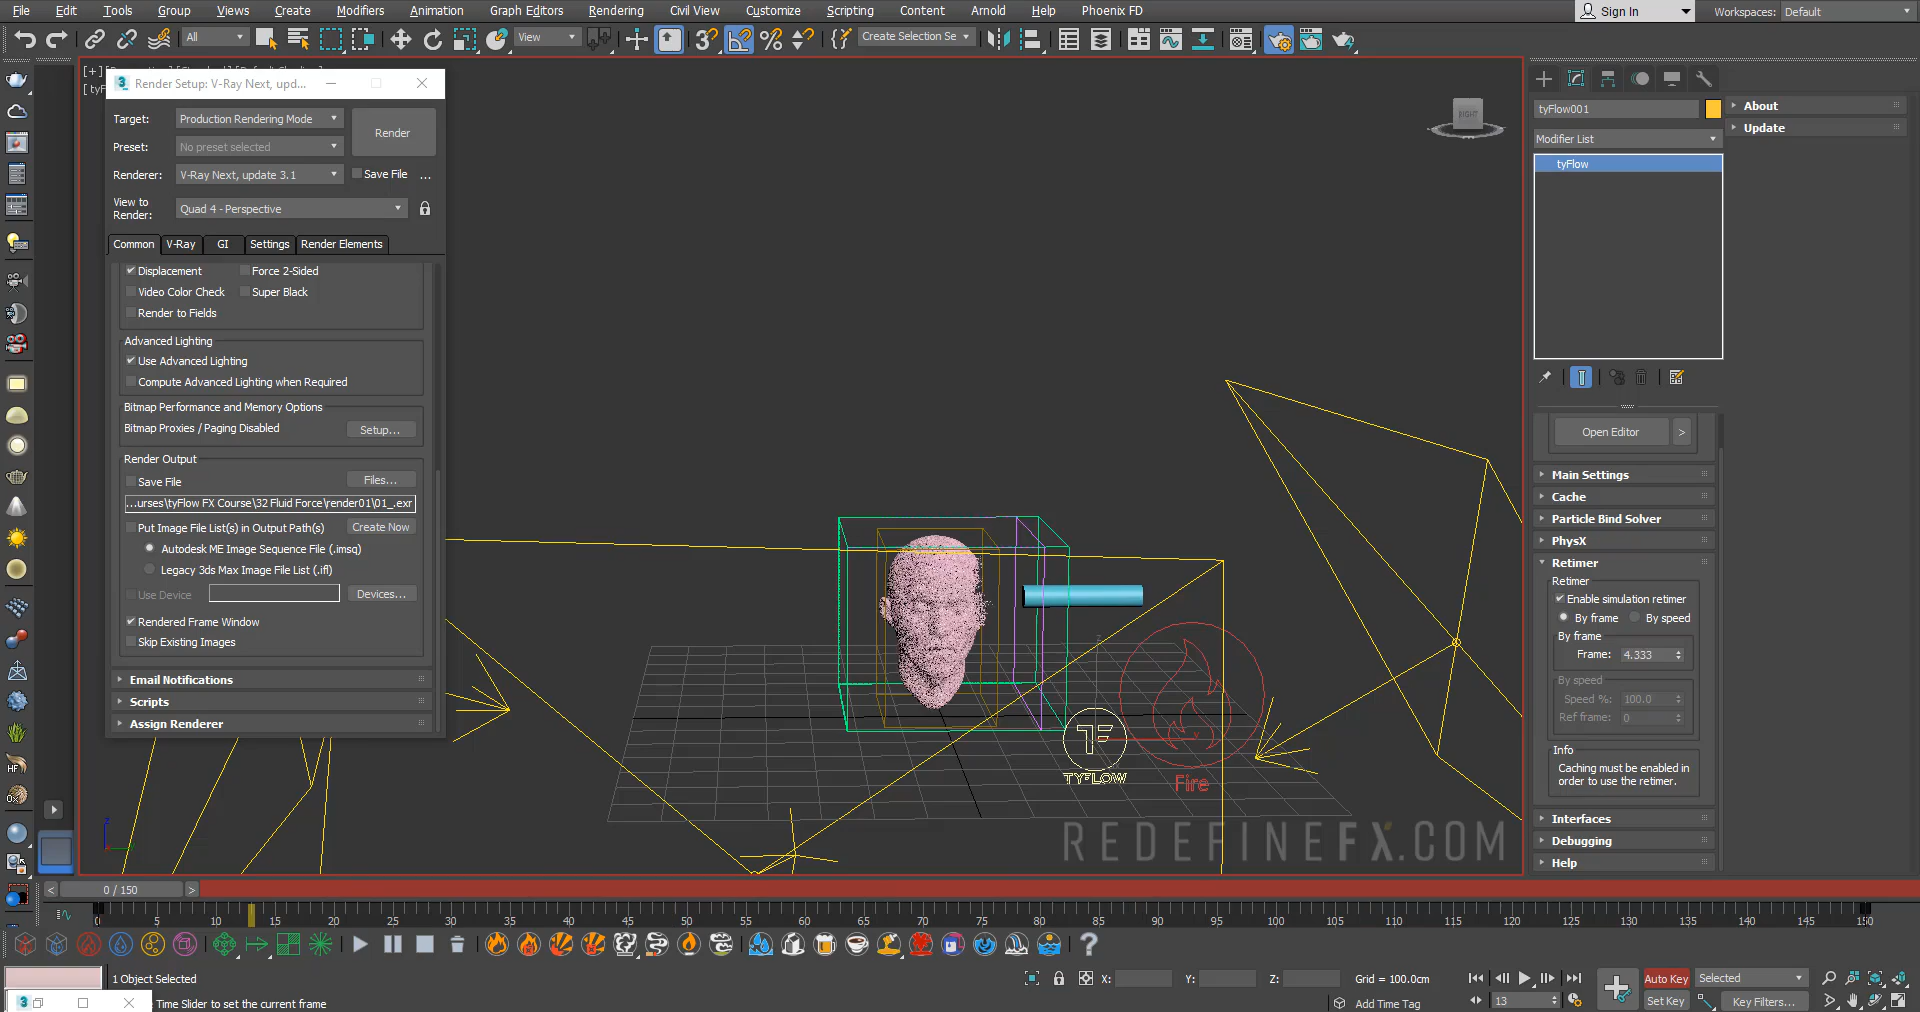 File Edit Tools Group Views Create Modifiers Animation Graph Editors Rendering Civil View Customize Scripting Content Arnold Help Phoenix FD
Sign In
Workspaces: Default
All
View
Create Selection Se
Render Setup: V-Ray Next, upd...
Target: Production Rendering Mode
Render
Preset: No preset selected
Renderer: V-Ray Next, update 3.1
Save File ...
View to
Render:
Quad 4 - Perspective
Common V-Ray GI Settings Render Elements
Displacement Force 2-Sided
Video Color Check Super Black
Render to Fields
Advanced Lighting
Use Advanced Lighting
Compute Advanced Lighting when Required
Bitmap Performance and Memory Options
Bitmap Proxies / Paging Disabled Setup...
Render Output
Save File Files...
...urses\tyFlow FX Course\32 Fluid Force\render01\01_.exr
Put Image File List(s) in Output Path(s) Create Now
Autodesk ME Image Sequence File (.imsq)
Legacy 3ds Max Image File List (.ifl)
Use Device Devices...
Rendered Frame Window
Skip Existing Images
Email Notifications
Scripts
Assign Renderer
RIGHT
TF
TYFLOW
Fire
REDEFINEFX.COM
tyFlow001
Modifier List
tyFlow
About
Update
Open Editor >
Main Settings
Cache
Particle Bind Solver
PhysX
Retimer
Retimer
Enable simulation retimer
By frame By speed
By frame
Frame: 4.333
By speed
Speed %: 100.0
Ref frame: 0
Info
Caching must be enabled in
order to use the retimer.
Interfaces
Debugging
Help
< 0 / 150 >
0 5 10 15 20 25 30 35 40 45 50 55 60 65 70 75 80 85 90 95 100 105 110 115 120 125 130 135 140 145 150
1 Object Selected
X: Y: Z: Grid = 100.0cm
Auto Key Selected
Time Slider to set the current frame
Add Time Tag
13
Set Key Key Filters...